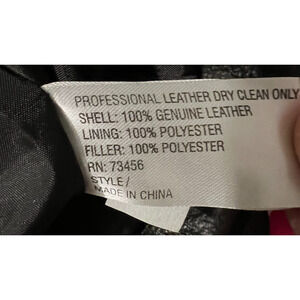 PROFESSIONAL LEATHER DRY CLEAN ONLY
SHELL: 100% GENUINE LEATHER
LINING: 100% POLYESTER
FILLER: 100% POLYESTER
RN: 73456
STYLE/
MADE IN CHINA